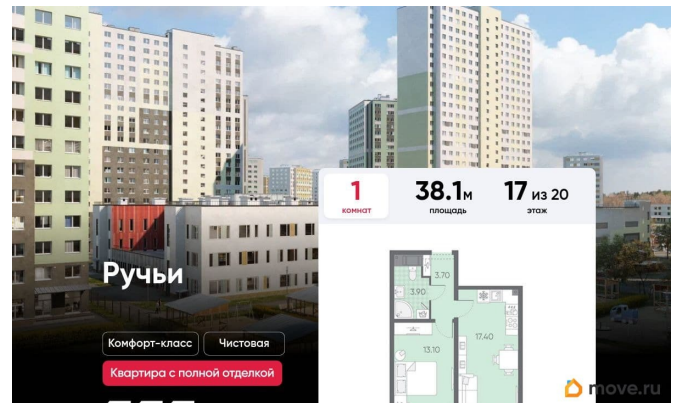 1
комнат
38.1м
площадь
17 из 20
этаж
Ручьи
3.70
3.90
13.10
17.40
Комфорт-класс
Чистовая
Квартира с полной отделкой
move.ru